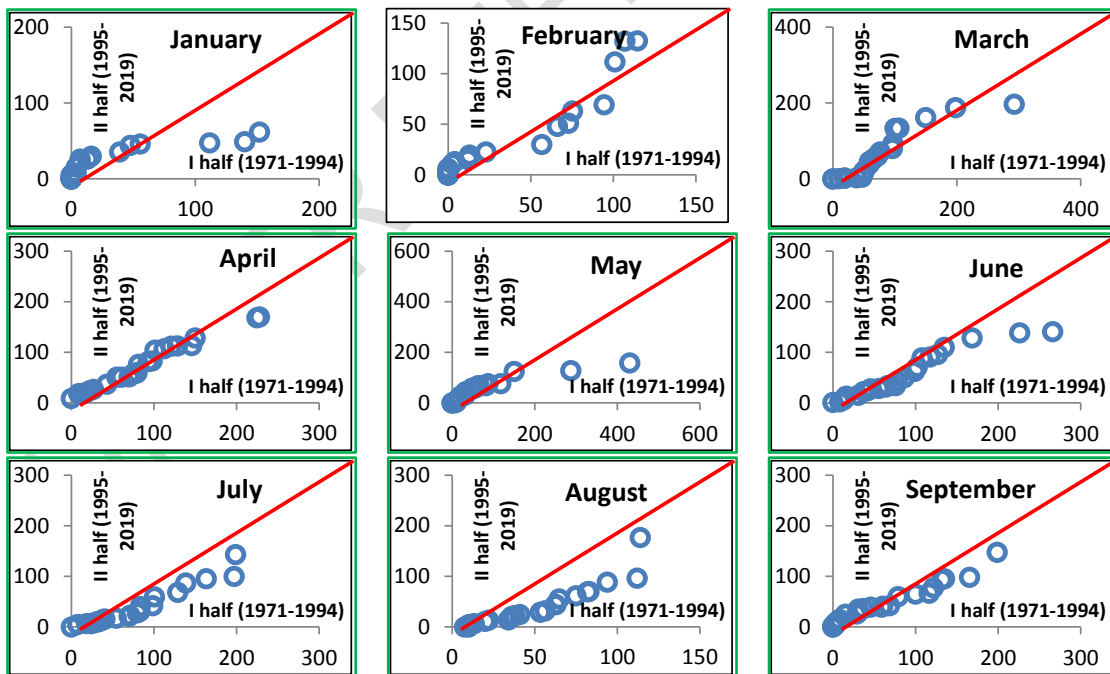 January
II half (1995-
2019)
I half (1971-1994)
200
100
0
0 100 200
February
II half (1995-
2019)
I half (1971-1994)
150
100
50
0
0 50 100 150
March
II half (1995-
2019)
I half (1971-1994)
400
200
0
0 200 400
April
II half (1995-
2019)
I half (1971-1994)
300
200
100
0
0 100 200 300
May
II half (1995-
2019)
I half (1971-1994)
600
400
200
0
0 200 400 600
June
II half (1995-
2019)
I half (1971-1994)
300
200
100
0
0 100 200 300
July
II half (1995-
2019)
I half (1971-1994)
300
200
100
0
0 100 200 300
August
II half (1995-
2019)
I half (1971-1994)
300
200
100
0
0 50 100 150
September
II half (1995-
2019)
I half (1971-1994)
300
200
100
0
0 100 200 300